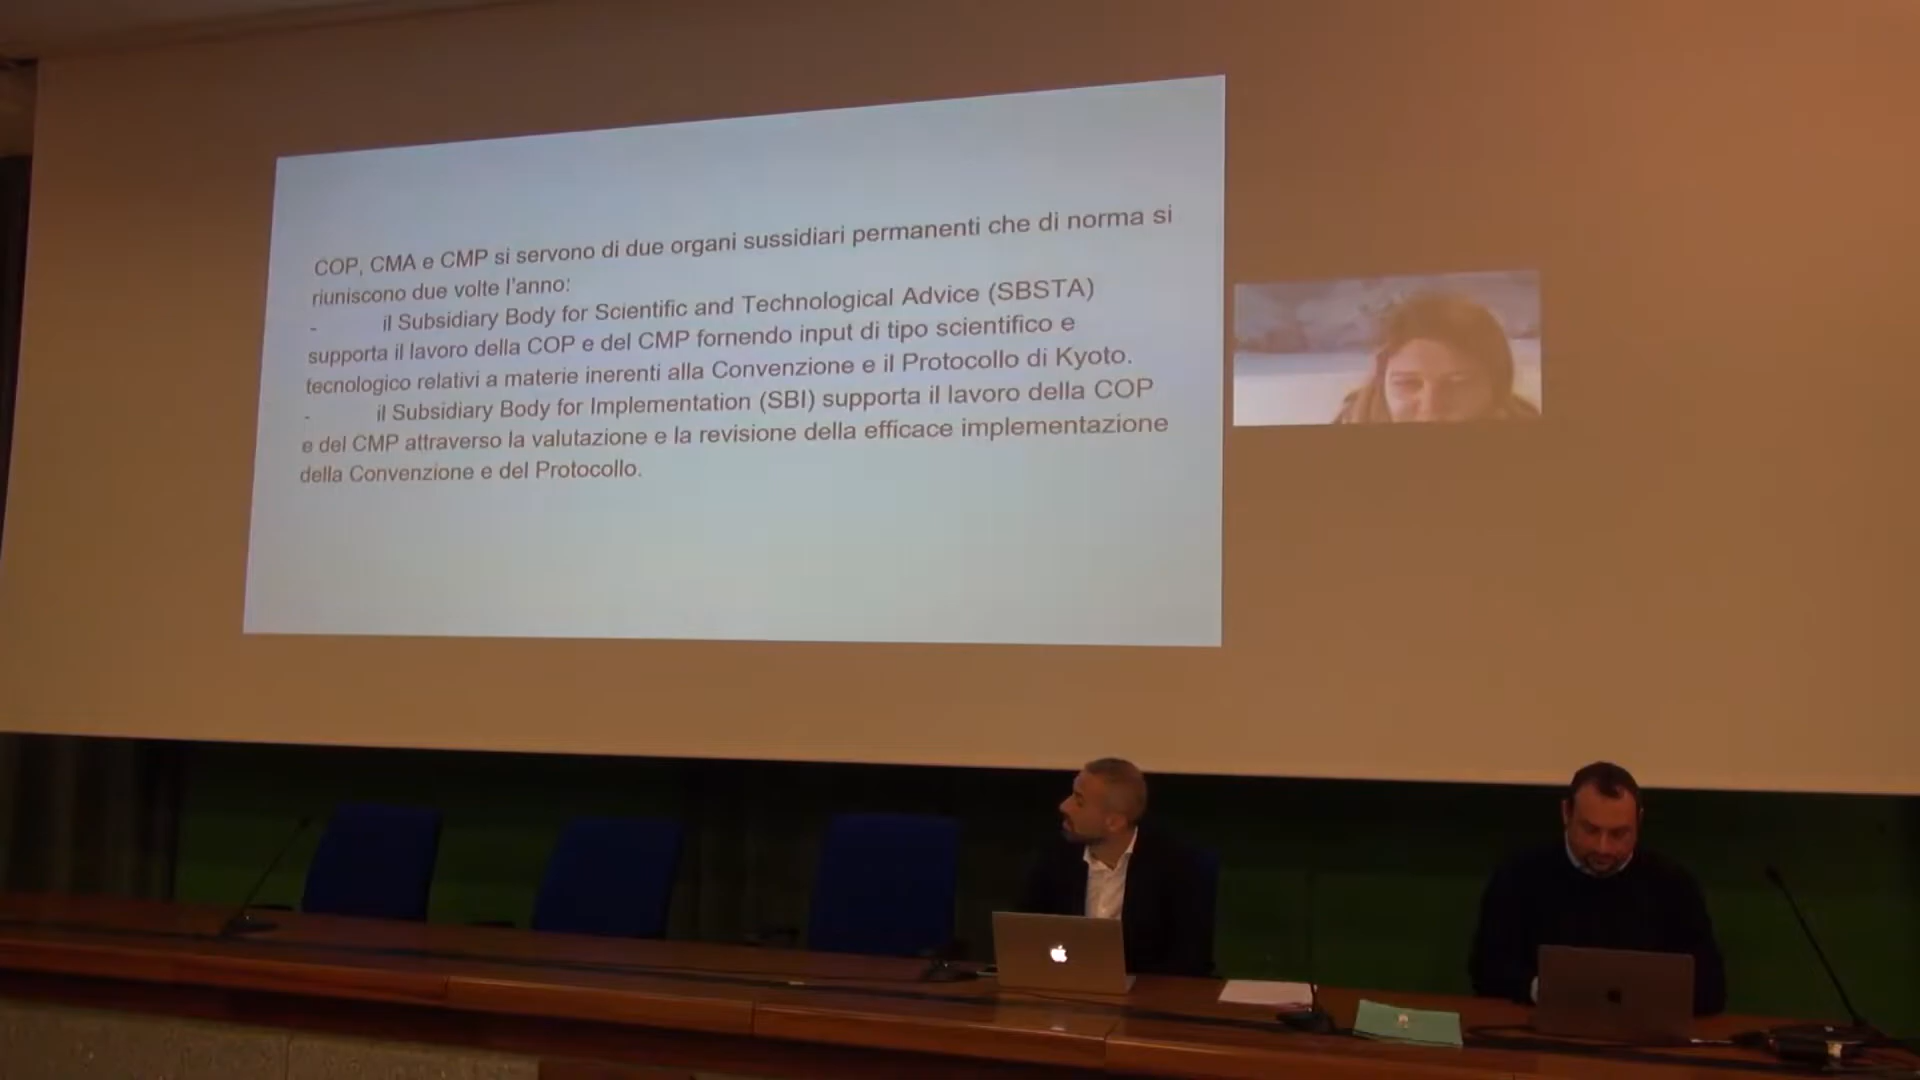 COP, CMA e CMP si servono di due organi sussidiari permanenti che di norma si
riuniscono due volte l'anno:
- il Subsidiary Body for Scientific and Technological Advice (SBSTA)
supporta il lavoro della COP e del CMP fornendo input di tipo scientifico e
tecnologico relativi a materie inerenti alla Convenzione e il Protocollo di Kyoto.
- il Subsidiary Body for Implementation (SBI) supporta il lavoro della COP
e del CMP attraverso la valutazione e la revisione della efficace implementazione
della Convenzione e del Protocollo.